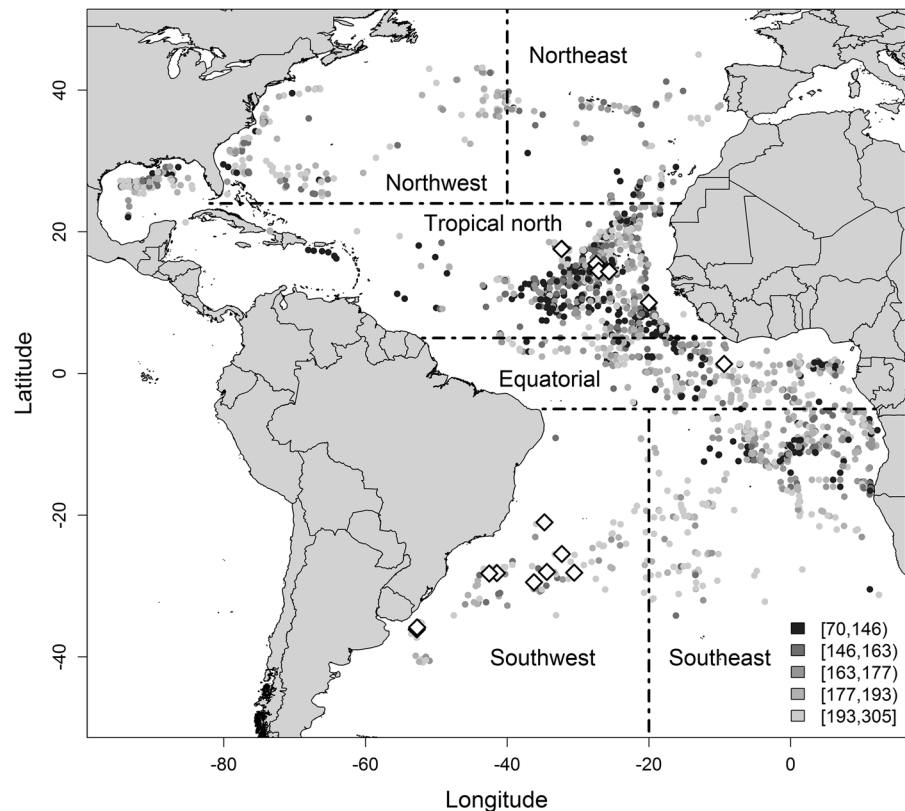 Northeast
Northwest
Tropical north
Equatorial
Southwest
Southeast
[70,146)
[146,163)
[163,177)
[177,193)
[193,305]
40
20
0
-20
-40
Latitude
-80
-60
-40
-20
0
Longitude